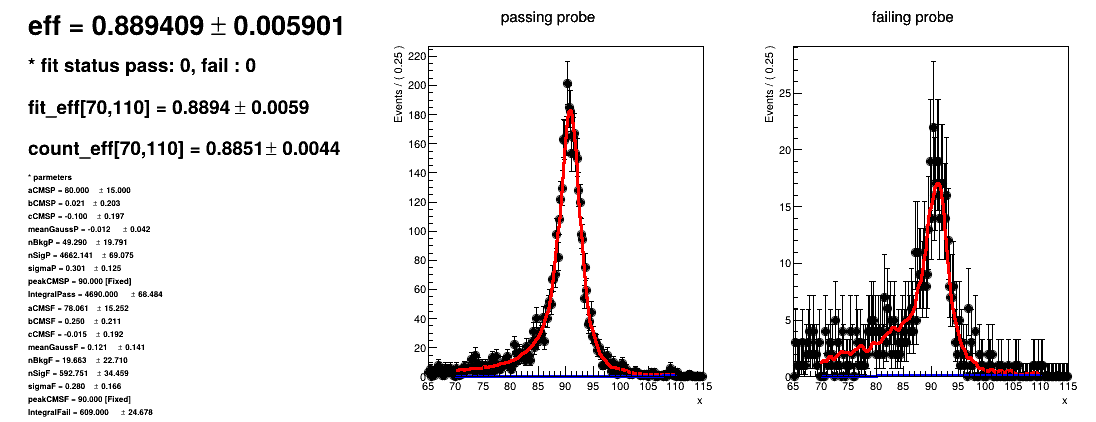 eff = 0.889409 ± 0.005901
* fit status pass: 0, fail : 0
fit_eff[70,110] = 0.8894 ± 0.0059
count_eff[70,110] = 0.8851 ± 0.0044
* parmeters
aCMSP = 80.000 ± 15.000
bCMSP = 0.021 ± 0.203
cCMSP = -0.100 ± 0.197
meanGaussP = -0.012 ± 0.042
nBkgP = 49.290 ± 19.791
nSigP = 4662.141 ± 69.075
sigmaP = 0.301 ± 0.125
peakCMSP = 90.000 [Fixed]
IntegralPass = 4690.000 ± 68.484
aCMSF = 76.061 ± 15.252
bCMSF = 0.250 ± 0.211
cCMSF = -0.015 ± 0.192
meanGaussF = 0.121 ± 0.141
nBkgF = 19.663 ± 22.710
nSigF = 592.751 ± 34.459
sigmaF = 0.280 ± 0.166
peakCMSF = 90.000 [Fixed]
IntegralFail = 609.000 ± 24.678
passing probe
Events / ( 0.25 )
220
200
180
160
140
120
100
80
60
40
20
65 70 75 80 85 90 95 100 105 110 115
x
failing probe
Events / ( 0.25 )
25
20
15
10
5
0
65 70 75 80 85 90 95 100 105 110 115
x